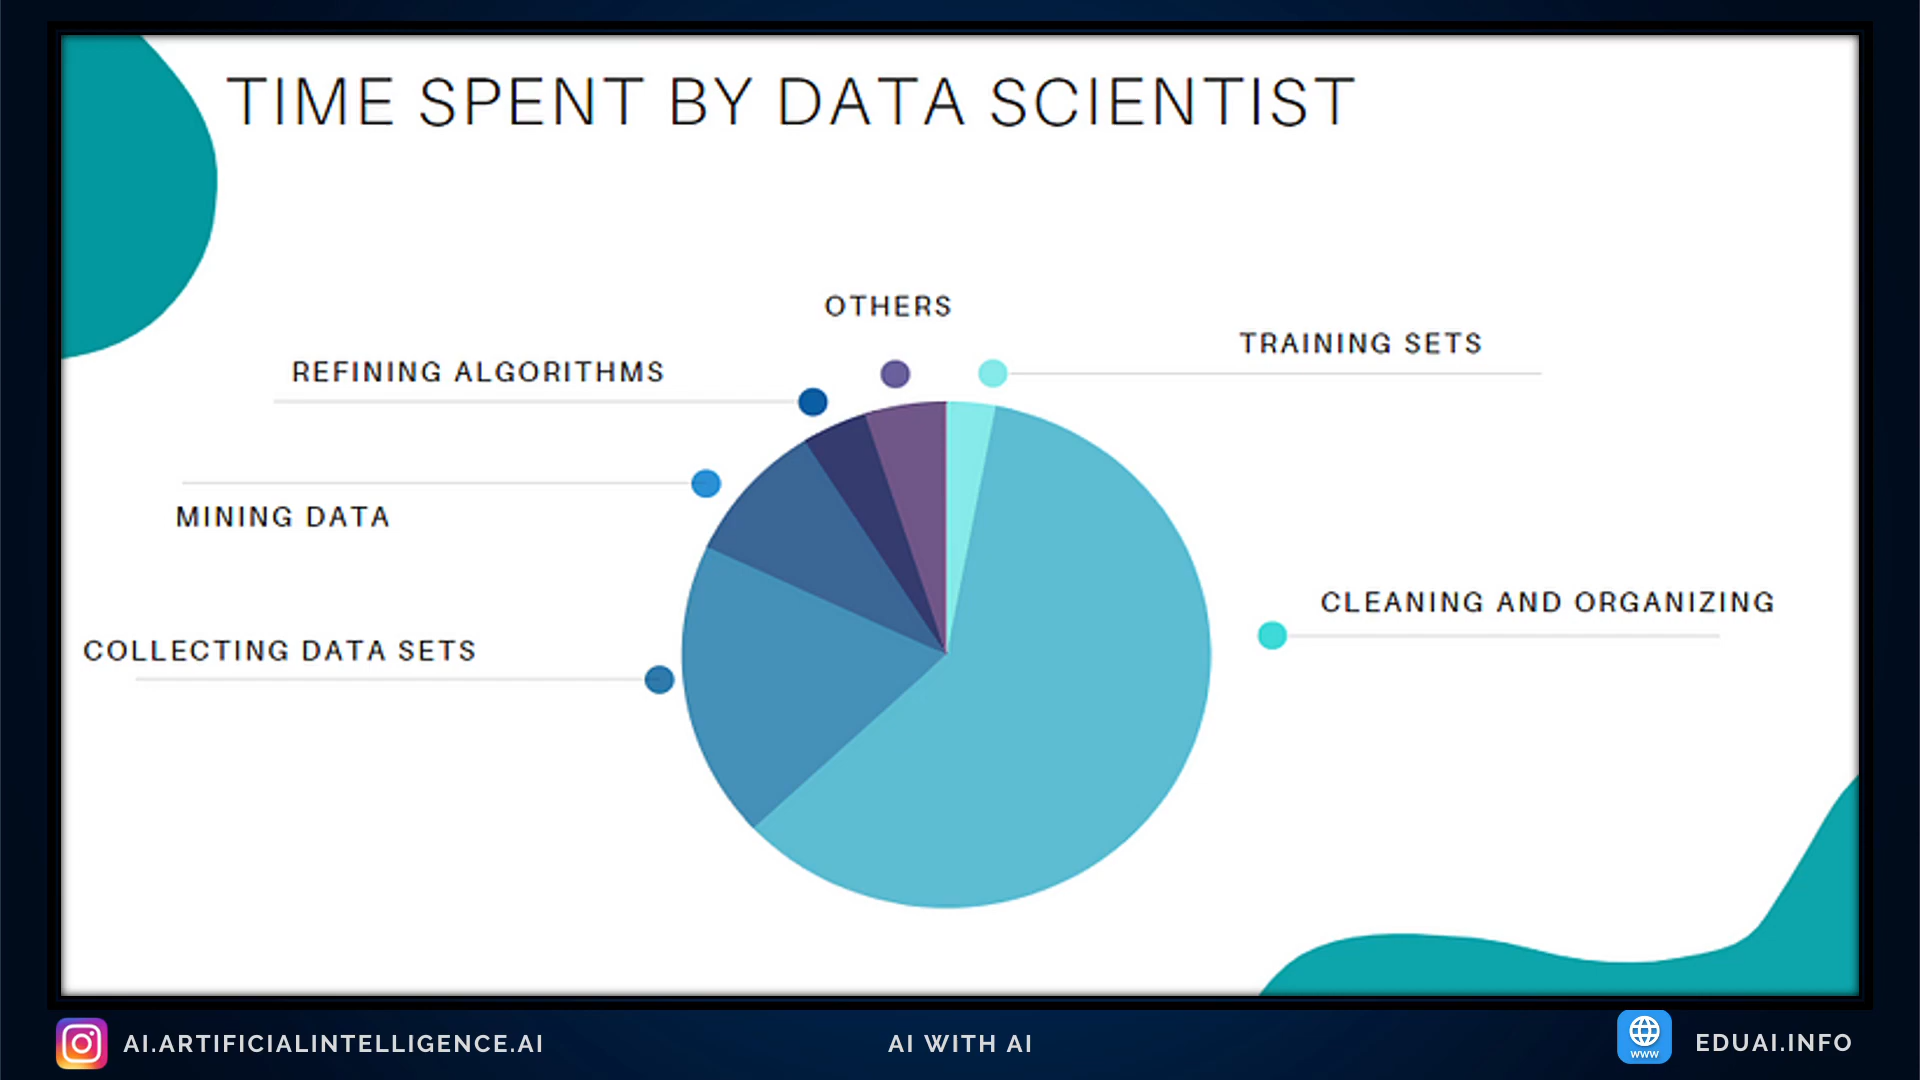 TIME SPENT BY DATA SCIENTIST
OTHERS
TRAINING SETS
REFINING ALGORITHMS
MINING DATA
CLEANING AND ORGANIZING
COLLECTING DATA SETS
AI.ARTIFICIALINTELLIGENCE.AI
AI WITH AI
WWW
EDUAI.INFO